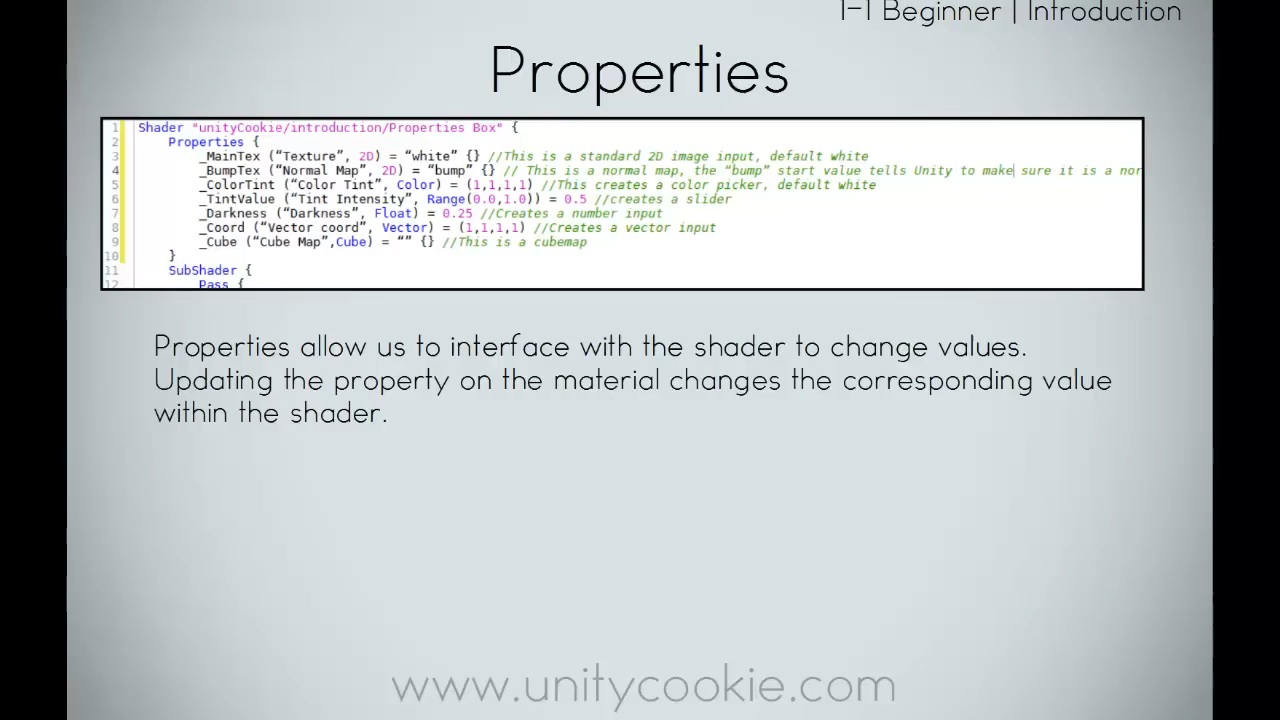 1-1 Beginner | Introduction
Properties
1 Shader "unityCookie/introduction/Properties Box" {
2 Properties {
3 _MainTex (“Texture”, 2D) = “white” {} //This is a standard 2D image input, default white
4 _BumpTex (“Normal Map”, 2D) = “bump” {} // This is a normal map, the “bump” start value tells Unity to make sure it is a nor
5 _ColorTint (“Color Tint”, Color) = (1,1,1,1) //This creates a color picker, default white
6 _TintValue (“Tint Intensity”, Range(0.0,1.0)) = 0.5 //creates a slider
7 _Darkness (“Darkness”, Float) = 0.25 //Creates a number input
8 _Coord (“Vector coord”, Vector) = (1,1,1,1) //Creates a vector input
9 _Cube (“Cube Map”,Cube) = “” {} //This is a cubemap
10 }
11 SubShader {
12 Pass {
Properties allow us to interface with the shader to change values.
Updating the property on the material changes the corresponding value
within the shader.
www.unitycookie.com